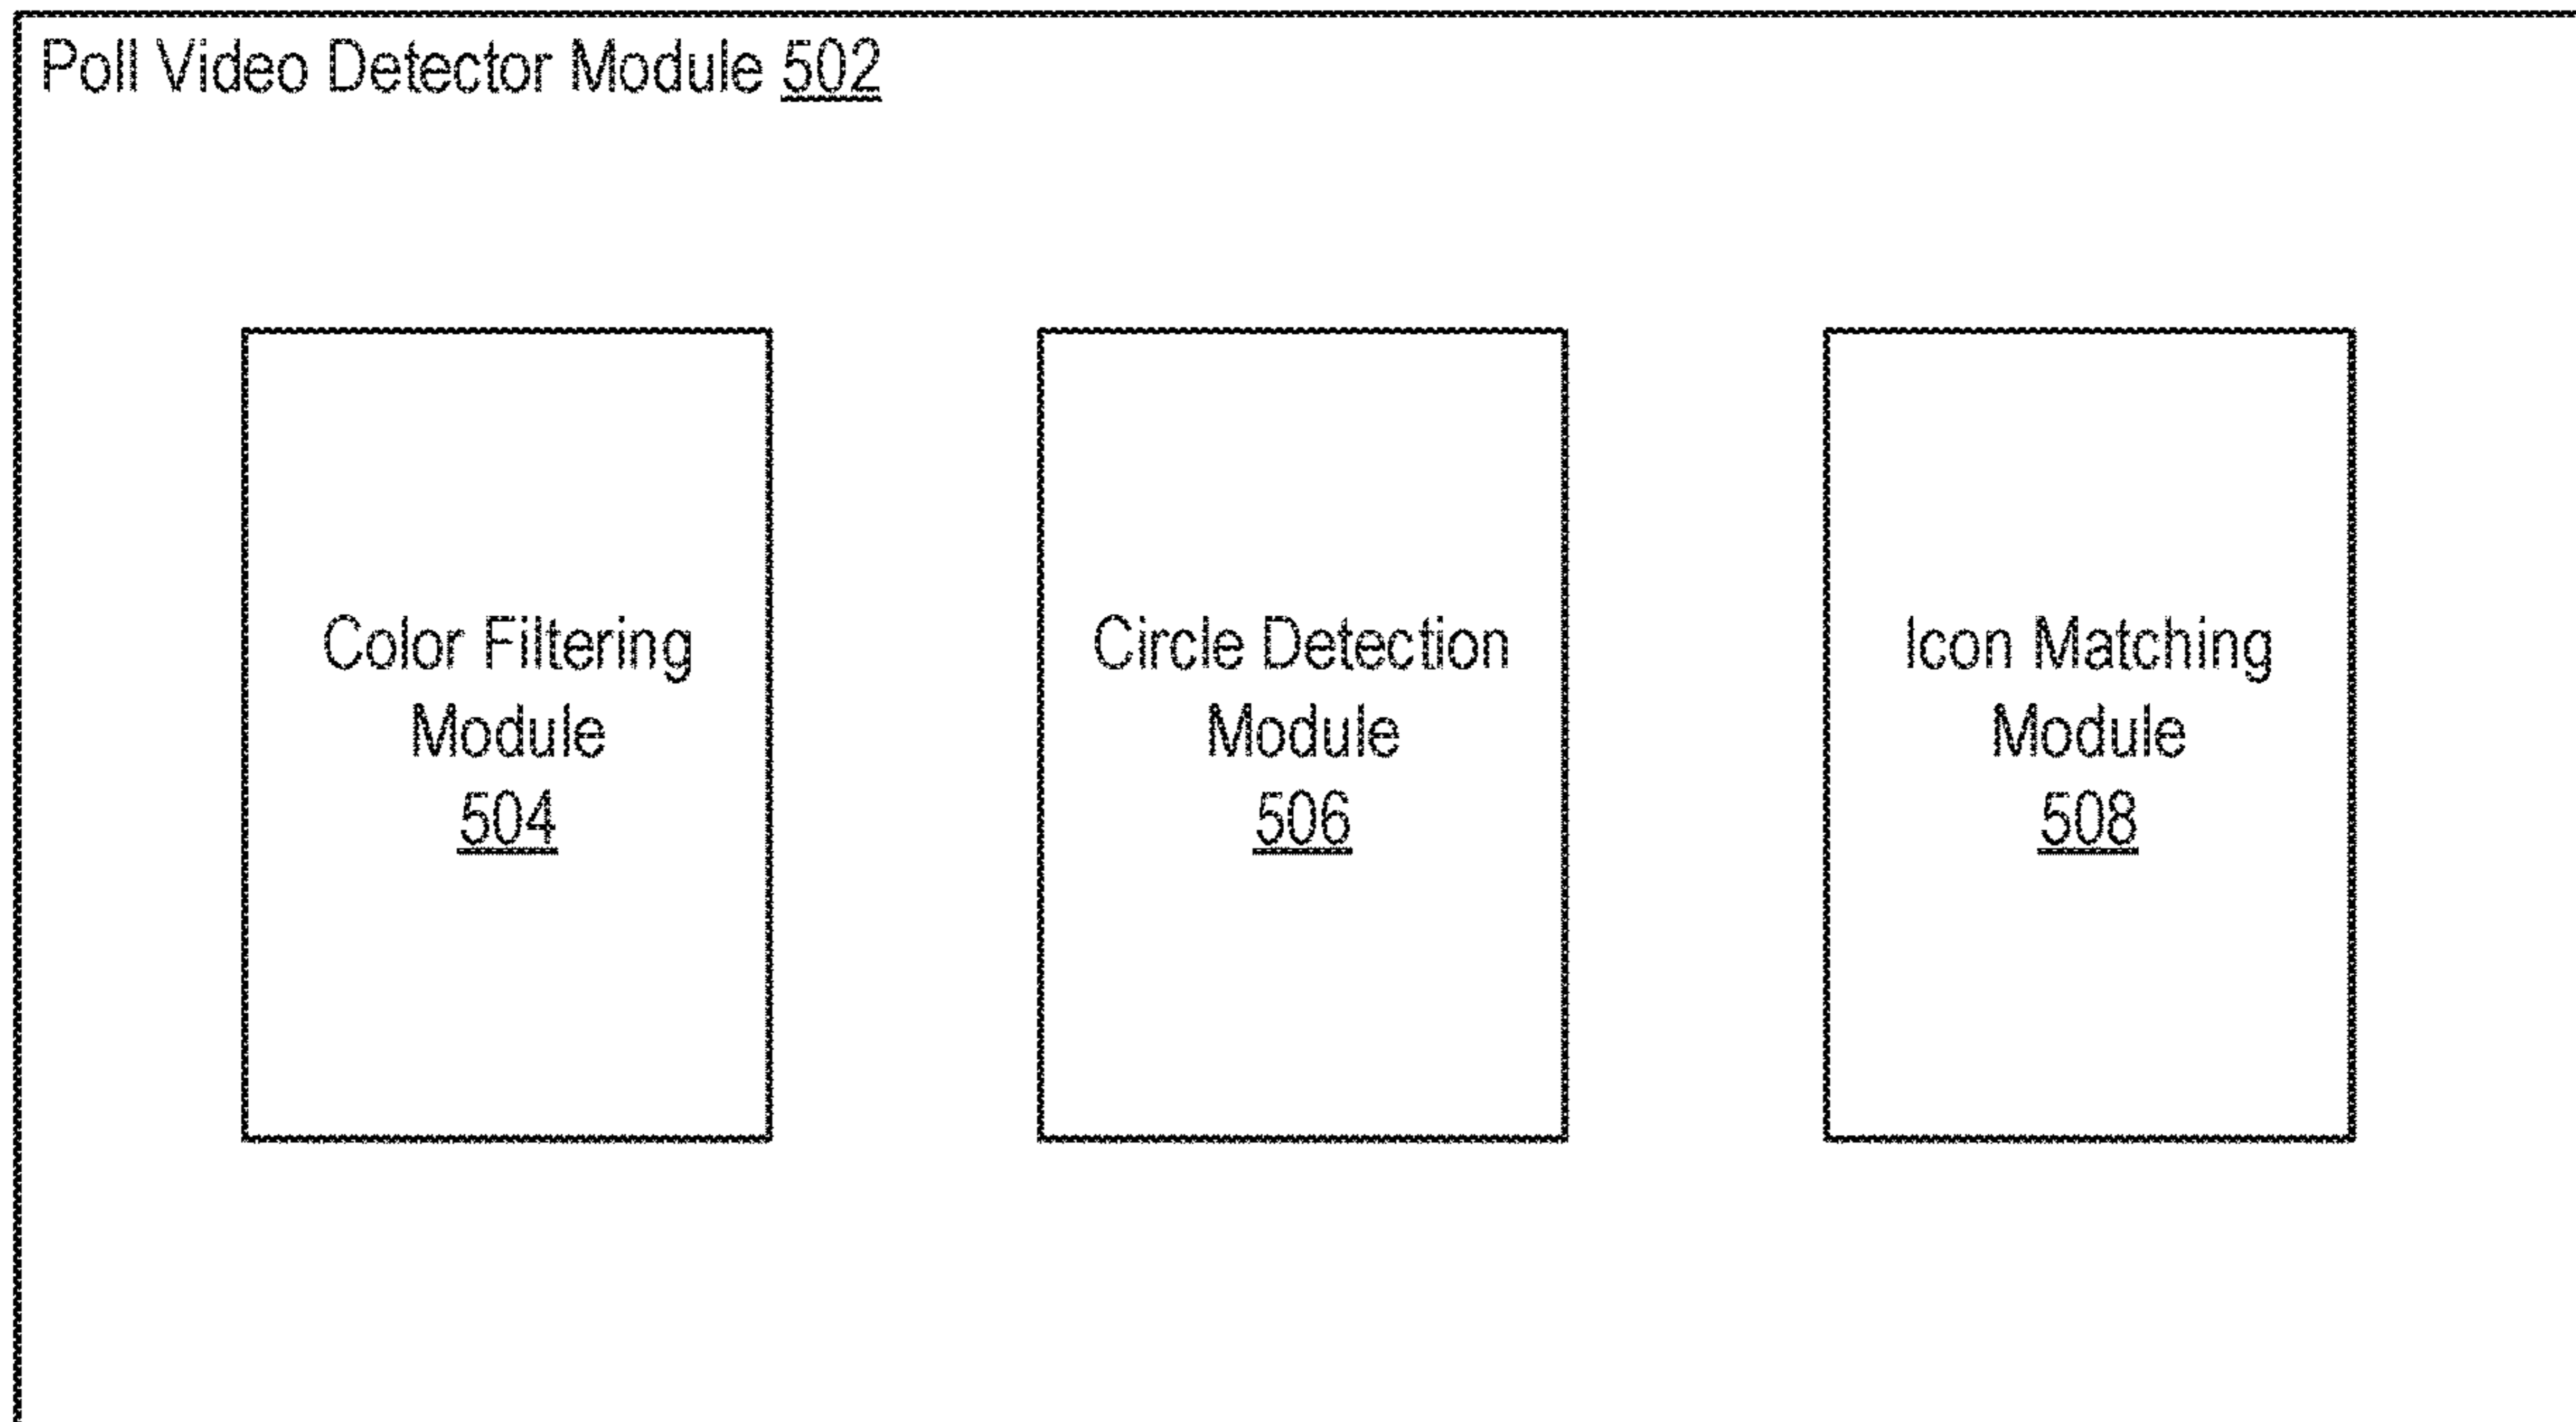 Poll Video Detector Module 502
Color Filtering
Module
504
Circle Detection
Module
506
Icon Matching
Module
508